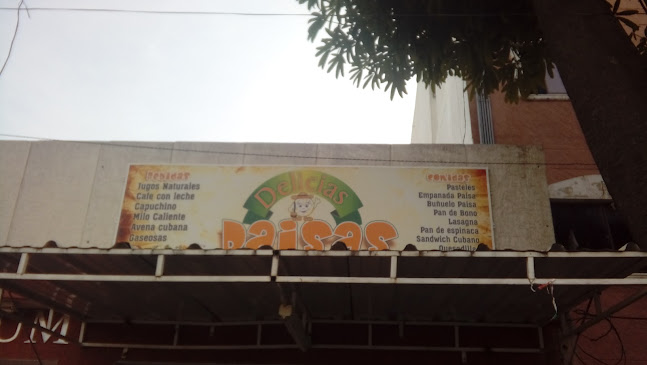 Delicias
Paisas
Jugos Naturales
Cafe con leche
Capuchino
Milo Caliente
Avena cubana
Gaseosas
Pasteles
Empanada Paisa
Buñuelo Paisa
Pan de Bono
Lasagna
Pan de espinaca
Sandwich Cubano
UM